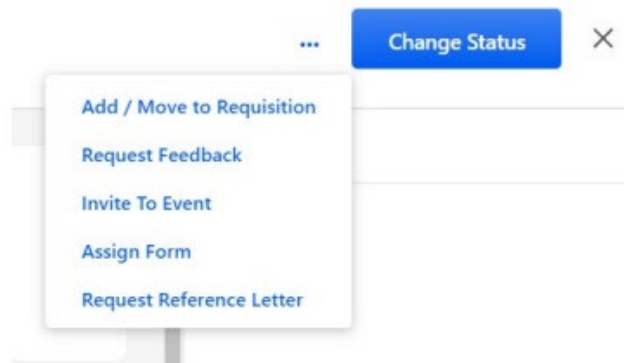 ... Change Status
Add / Move to Requisition
Request Feedback
Invite To Event
Assign Form
Request Reference Letter